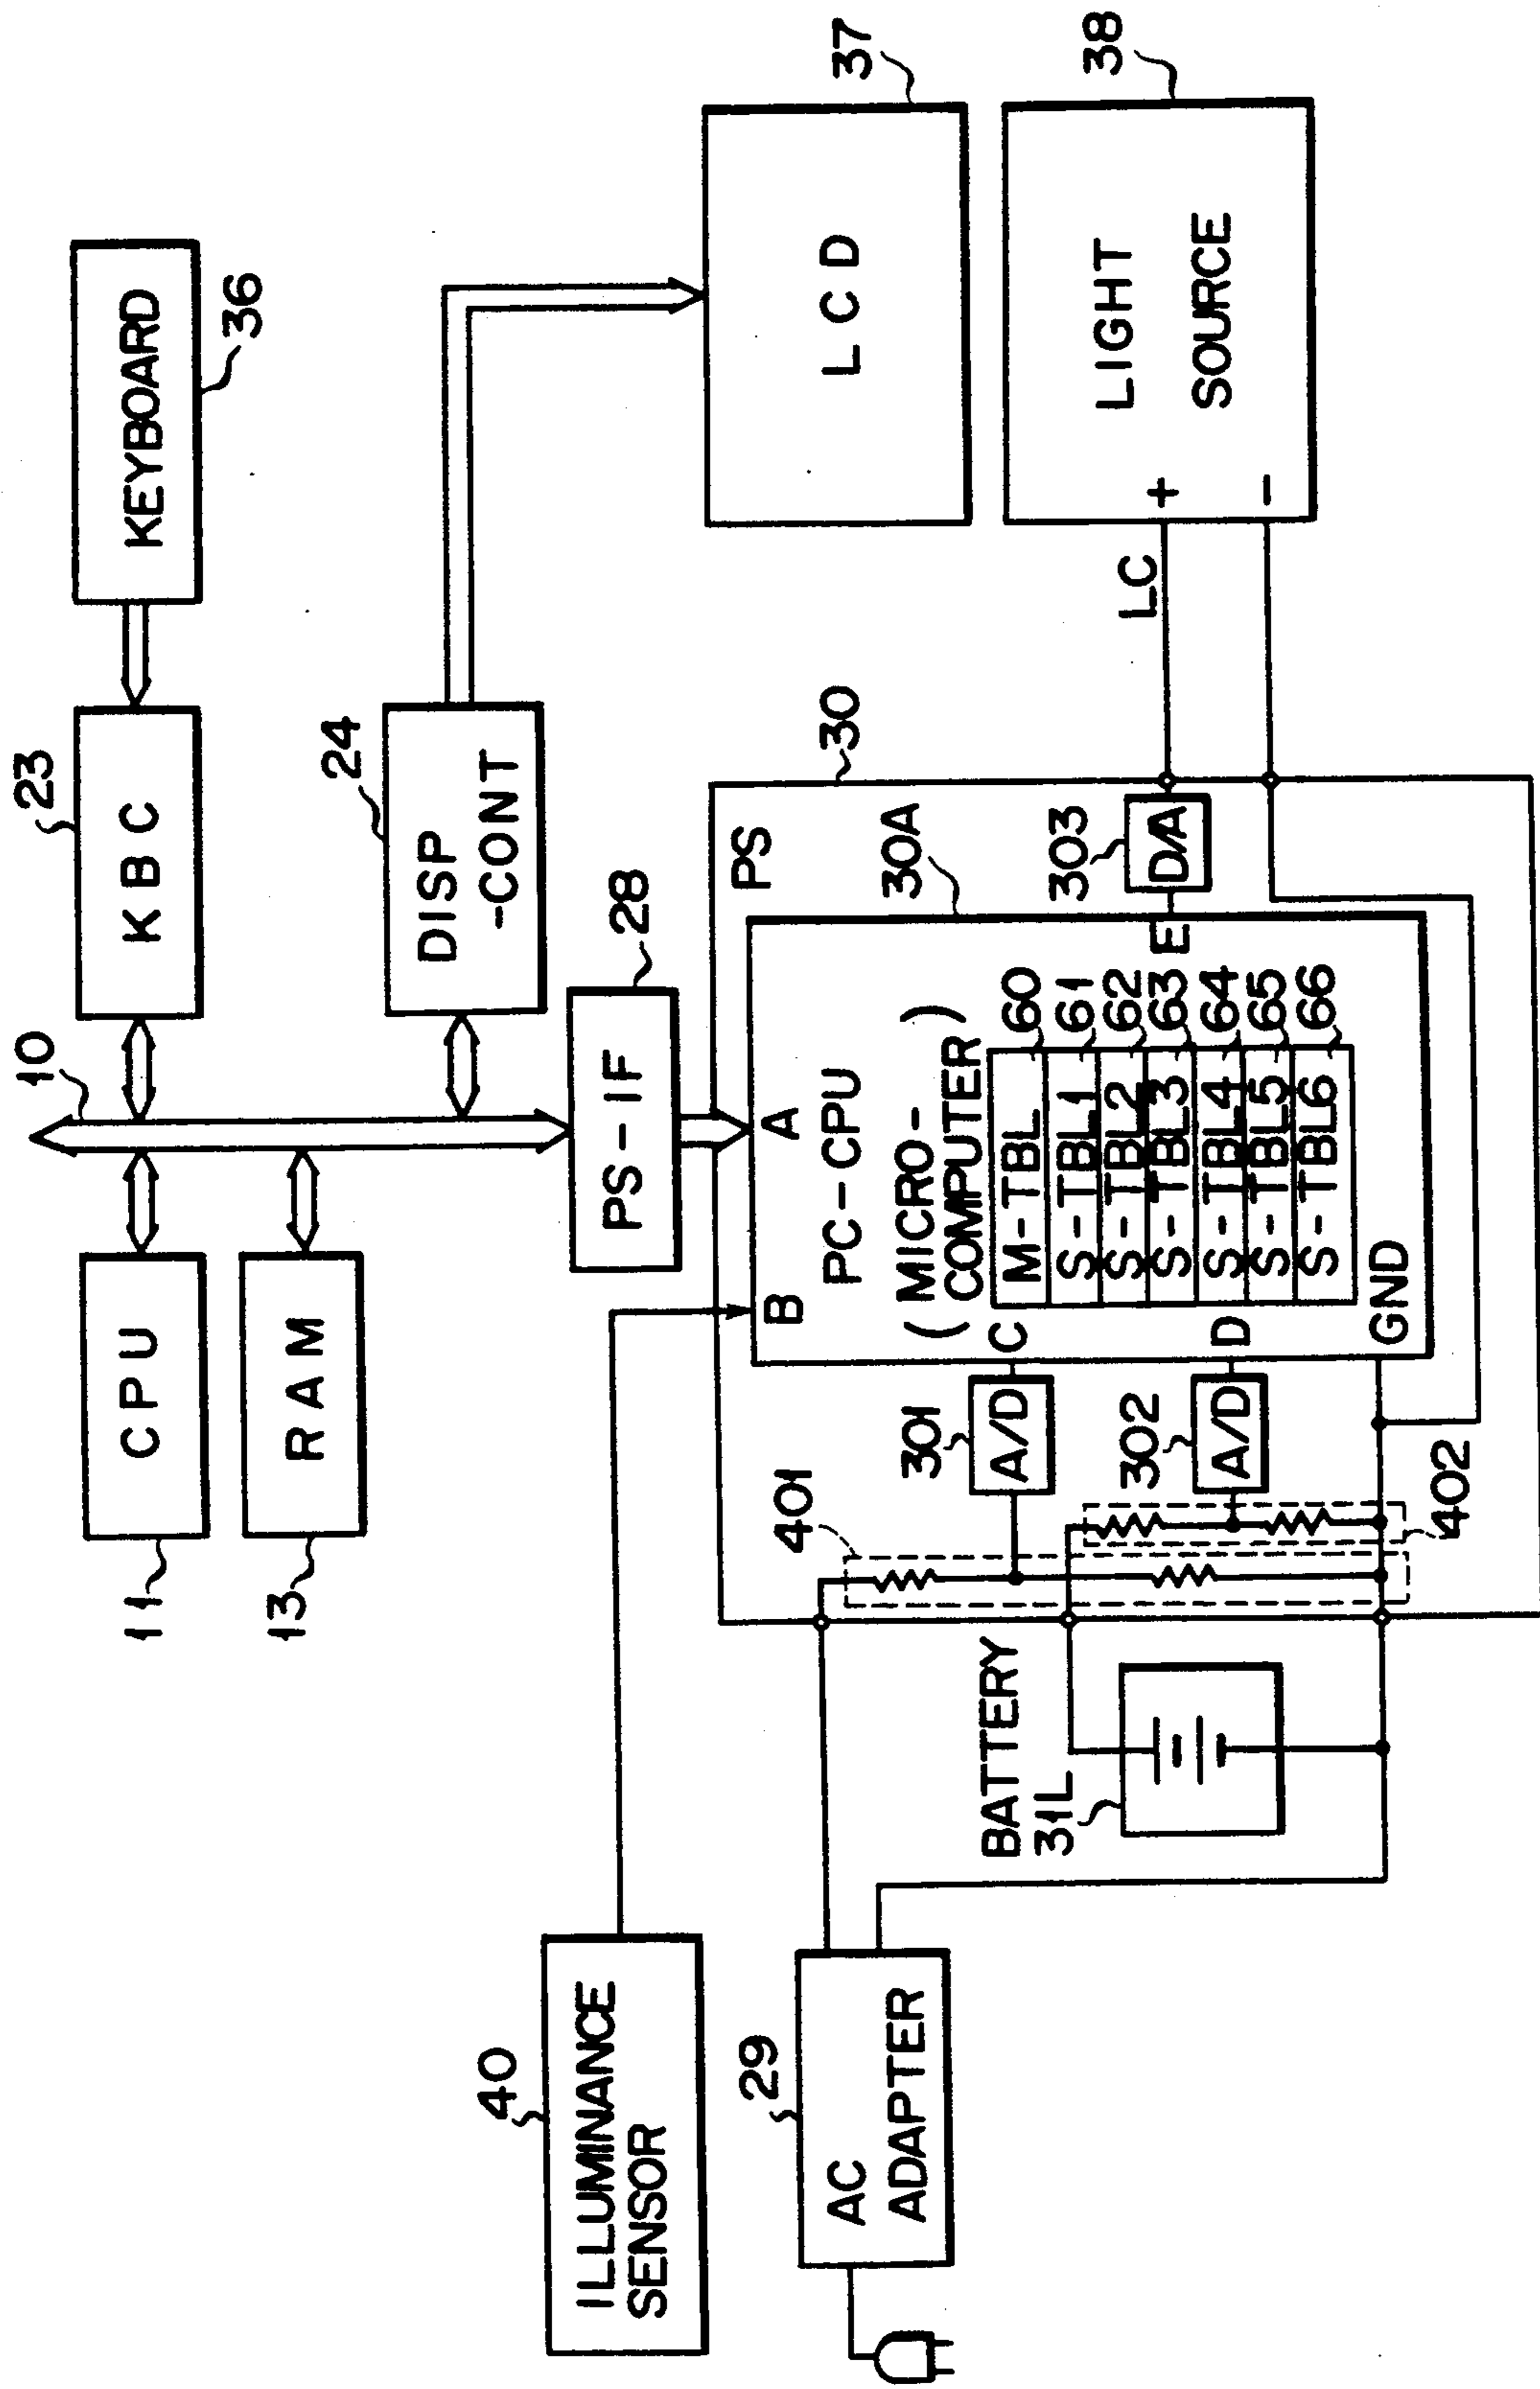 10
23
36
11
CPU
KBC
KEYBOARD
13
RAM
24
DISP
-CONT
28
PS-IF
40
ILLUMINANCE
SENSOR
30
PS
30A
37
LCD
29
AC
ADAPTER
BATTERY
31L
401
301
A/D
302
A/D
402
B
A
PC-CPU
(MICRO-
COMPUTER)
C
D
E
GND
M-TBL 60
S-TBL1 61
S-TBL2 62
S-TBL3 63
S-TBL4 64
S-TBL5 65
S-TBL6 66
303
D/A
LC
38
LIGHT
SOURCE
+
-